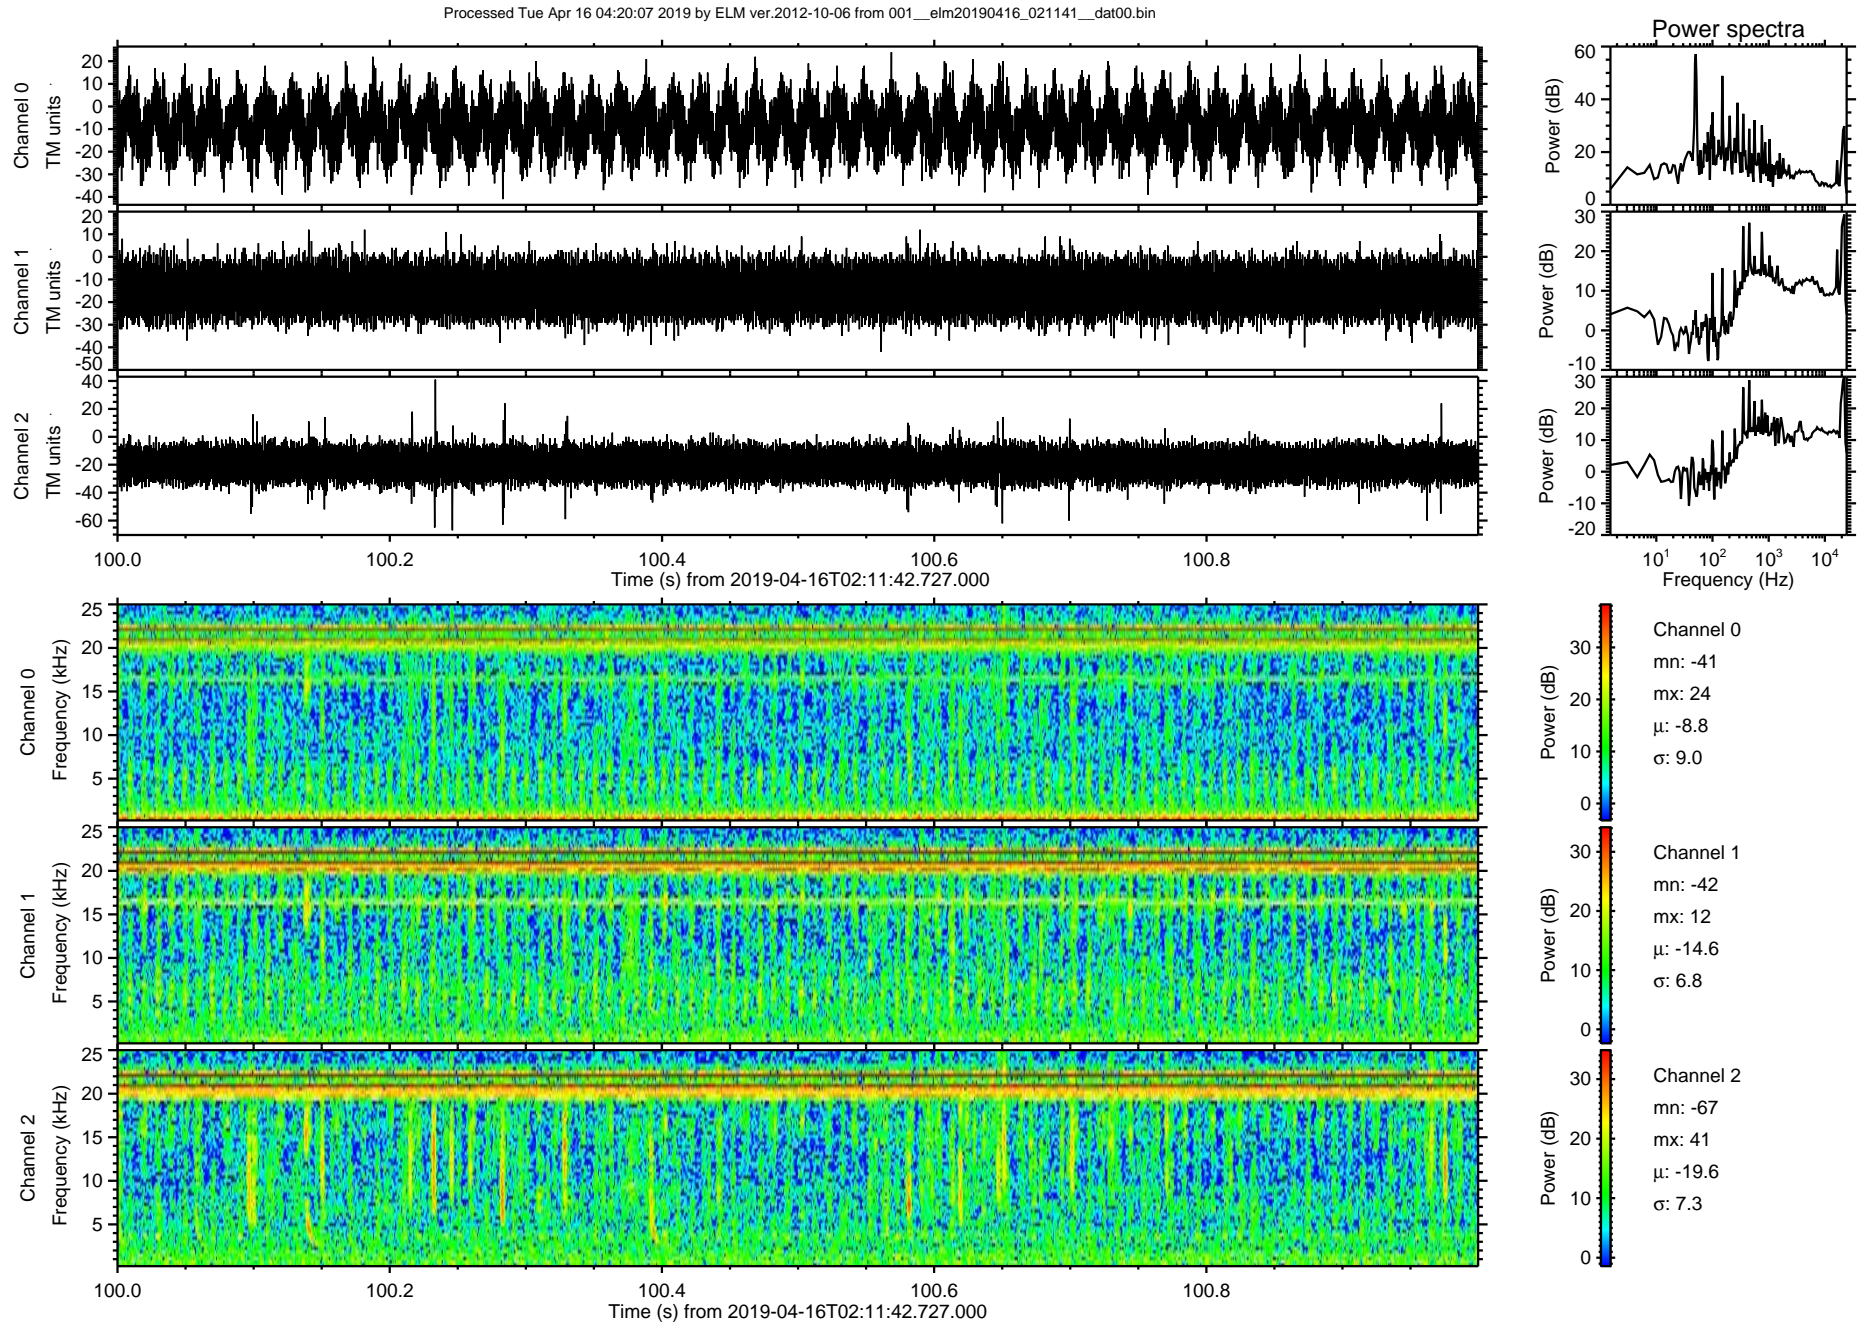 Processed Tue Apr 16 04:20:07 2019 by ELM ver.2012-10-06 from 001__elm20190416_021141__dat00.bin
Power spectra
Channel 0
TM units
20
10
0
-10
-20
-30
-40
Power (dB)
60
40
20
0
Channel 1
TM units
20
10
0
-10
-20
-30
-40
-50
Power (dB)
30
20
10
0
-10
Channel 2
TM units
40
20
0
-20
-40
-60
Power (dB)
30
20
10
0
-10
-20
100.0 100.2 100.4 100.6 100.8
Time (s) from 2019-04-16T02:11:42.727.000
10^1 10^2 10^3 10^4
Frequency (Hz)
Channel 0
Frequency (kHz)
25
20
15
10
5
Power (dB)
30
20
10
0
Channel 0
mn: -41
mx: 24
μ: -8.8
σ: 9.0
Channel 1
Frequency (kHz)
25
20
15
10
5
Power (dB)
30
20
10
0
Channel 1
mn: -42
mx: 12
μ: -14.6
σ: 6.8
Channel 2
Frequency (kHz)
25
20
15
10
5
Power (dB)
30
20
10
0
Channel 2
mn: -67
mx: 41
μ: -19.6
σ: 7.3
100.0 100.2 100.4 100.6 100.8
Time (s) from 2019-04-16T02:11:42.727.000